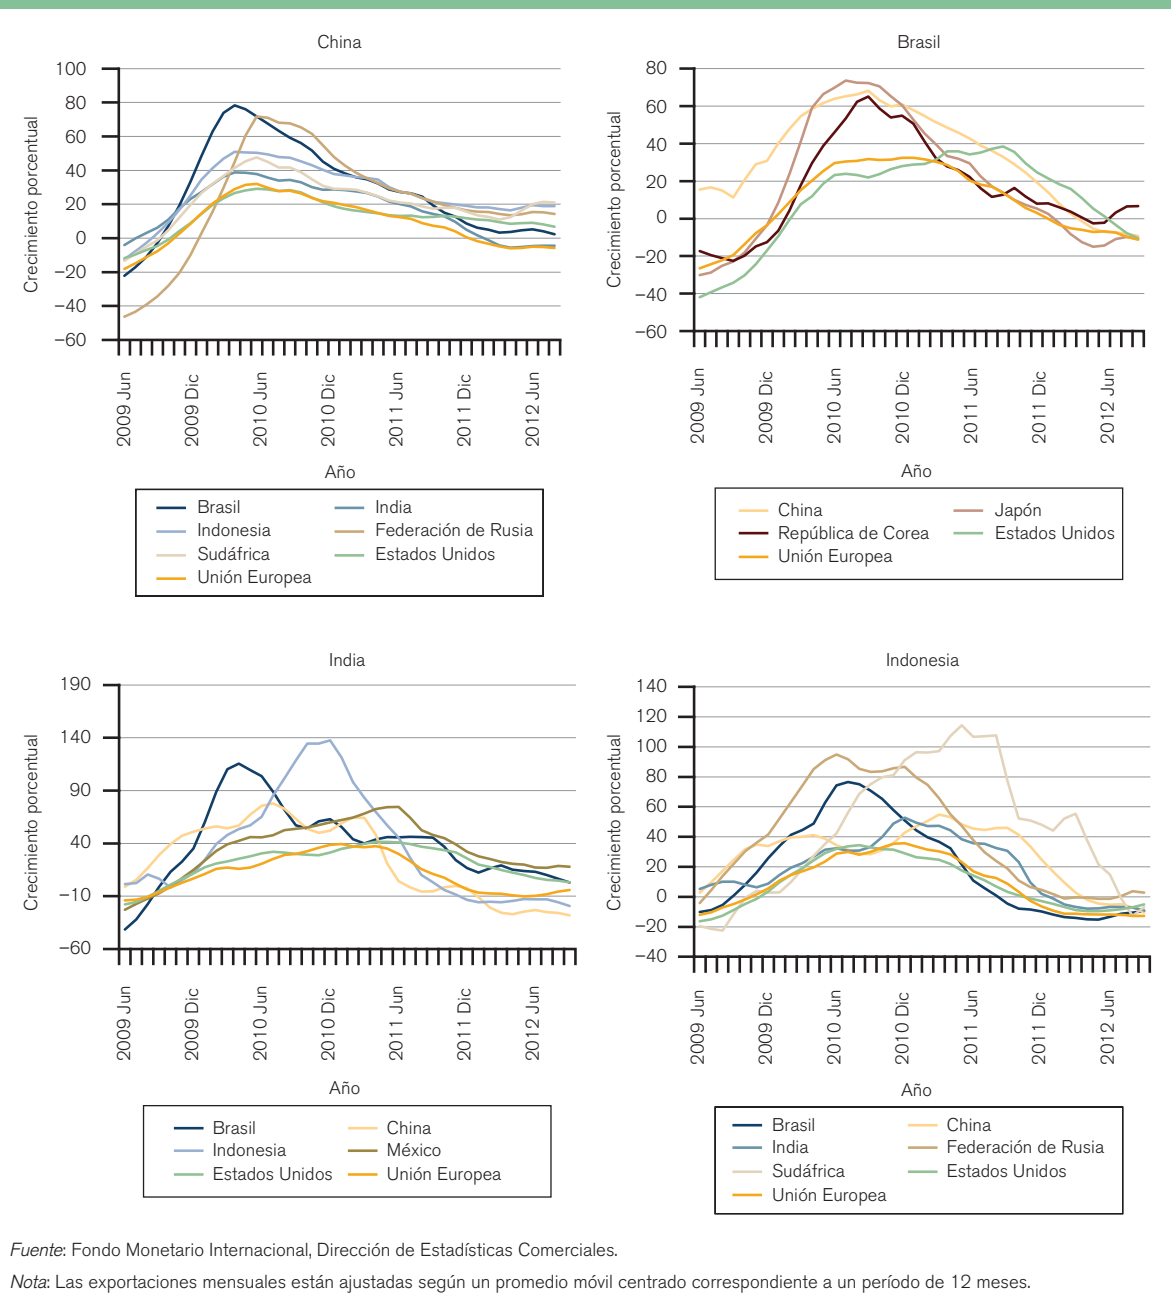 China
Crecimiento porcentual
100
80
60
40
20
0
−20
−40
−60
2009 Jun
2009 Dic
2010 Jun
2010 Dic
2011 Jun
2011 Dic
2012 Jun
Año
Brasil
India
Indonesia
Federación de Rusia
Sudáfrica
Estados Unidos
Unión Europea
Brasil
Crecimiento porcentual
80
60
40
20
0
−20
−40
−60
2009 Jun
2009 Dic
2010 Jun
2010 Dic
2011 Jun
2011 Dic
2012 Jun
Año
China
Japón
República de Corea
Estados Unidos
Unión Europea
India
Crecimiento porcentual
190
140
90
40
−10
−60
2009 Jun
2009 Dic
2010 Jun
2010 Dic
2011 Jun
2011 Dic
2012 Jun
Año
Brasil
China
Indonesia
México
Estados Unidos
Unión Europea
Indonesia
Crecimiento porcentual
140
120
100
80
60
40
20
0
−20
−40
2009 Jun
2009 Dic
2010 Jun
2010 Dic
2011 Jun
2011 Dic
2012 Jun
Año
Brasil
China
India
Federación de Rusia
Sudáfrica
Estados Unidos
Unión Europea
Fuente: Fondo Monetario Internacional, Dirección de Estadísticas Comerciales.
Nota: Las exportaciones mensuales están ajustadas según un promedio móvil centrado correspondiente a un período de 12 meses.